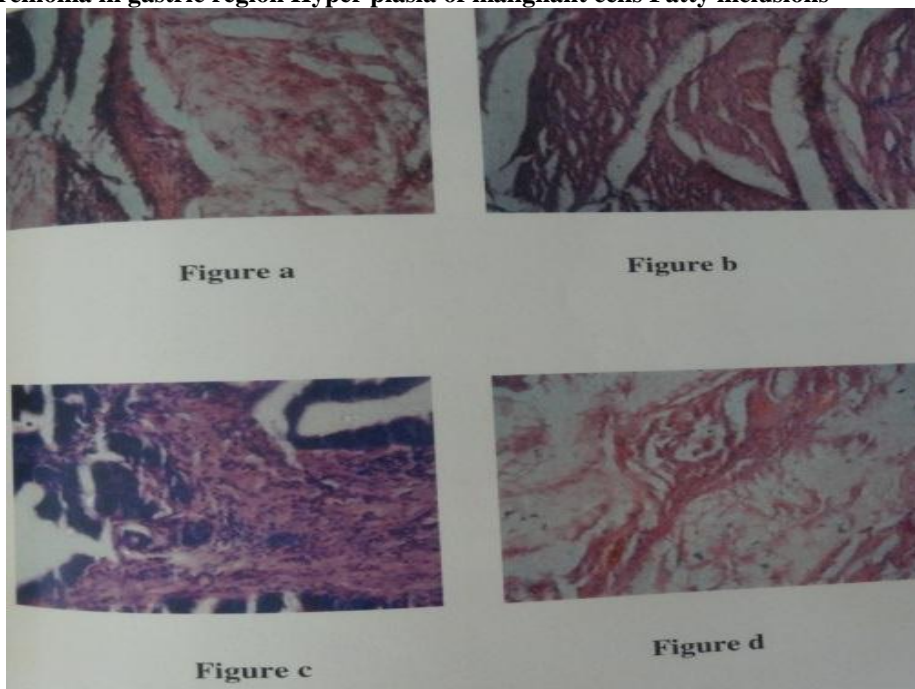 in gastric region Hyper plasia of malignant cells Fatty inclusions
Figure a
Figure b
Figure c
Figure d